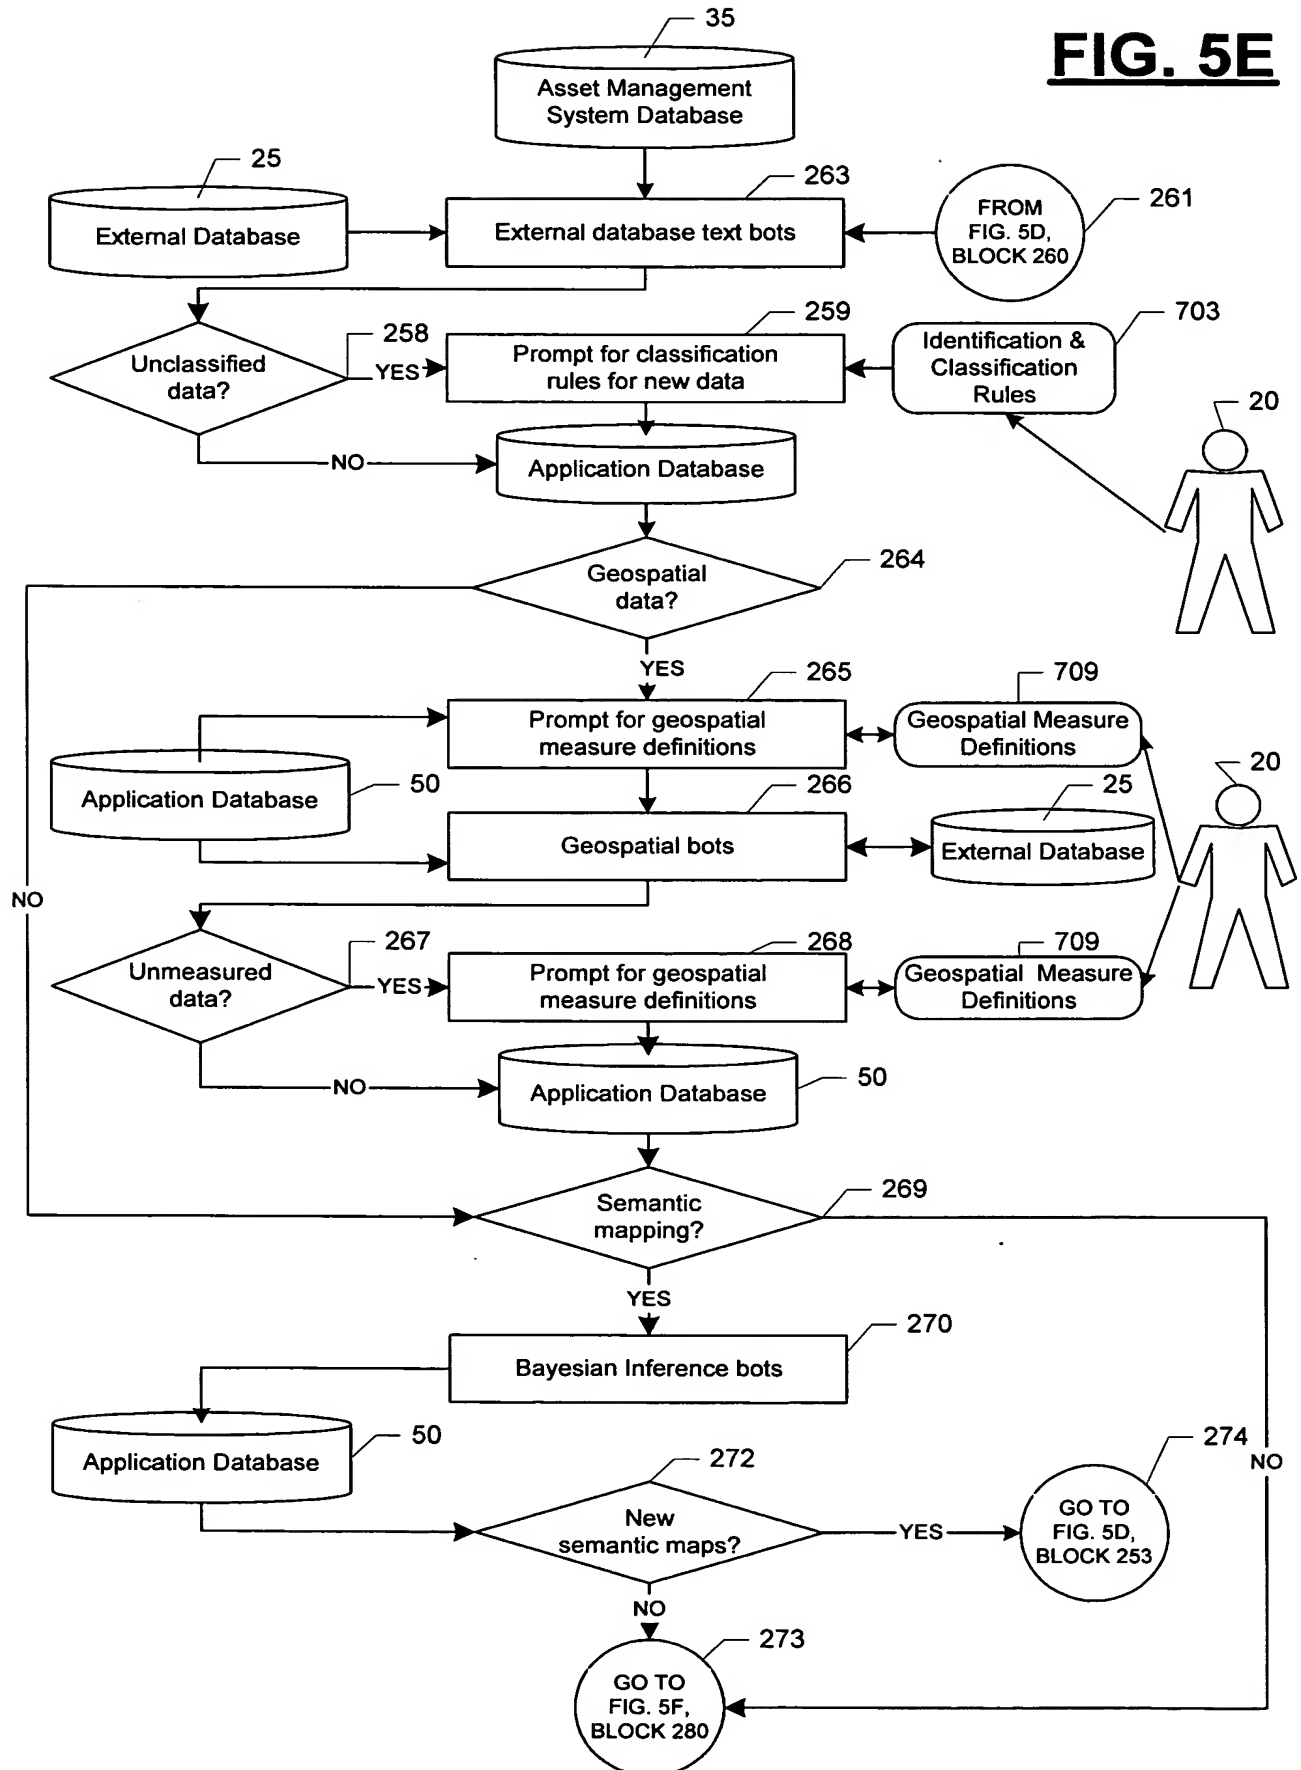 35
FIG. 5E
Asset Management
System Database
25
263
261
External Database
External database text bots
FROM
FIG. 5D,
BLOCK 260
258
259
703
Unclassified
data?
YES
Prompt for classification
rules for new data
Identification &
Classification
Rules
20
NO
Application Database
264
Geospatial
data?
YES
265
709
Prompt for geospatial
measure definitions
Geospatial Measure
Definitions
50
266
25
20
Application Database
Geospatial bots
External Database
NO
267
268
709
Unmeasured
data?
YES
Prompt for geospatial
measure definitions
Geospatial Measure
Definitions
50
NO
Application Database
269
Semantic
mapping?
YES
270
Bayesian Inference bots
50
272
274
NO
Application Database
New
semantic maps?
YES
GO TO
FIG. 5D,
BLOCK 253
NO
273
GO TO
FIG. 5F,
BLOCK 280